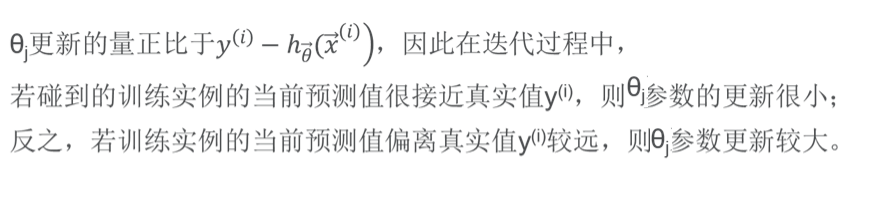 θj更新的量正比于y⁽ⁱ⁾ − h_θ⃗(x⃗⁽ⁱ⁾)，因此在迭代过程中，
若碰到的训练实例的当前预测值很接近真实值y⁽ⁱ⁾，则θj参数的更新很小；
反之，若训练实例的当前预测值偏离真实值y⁽ⁱ⁾较远，则θj参数更新较大。